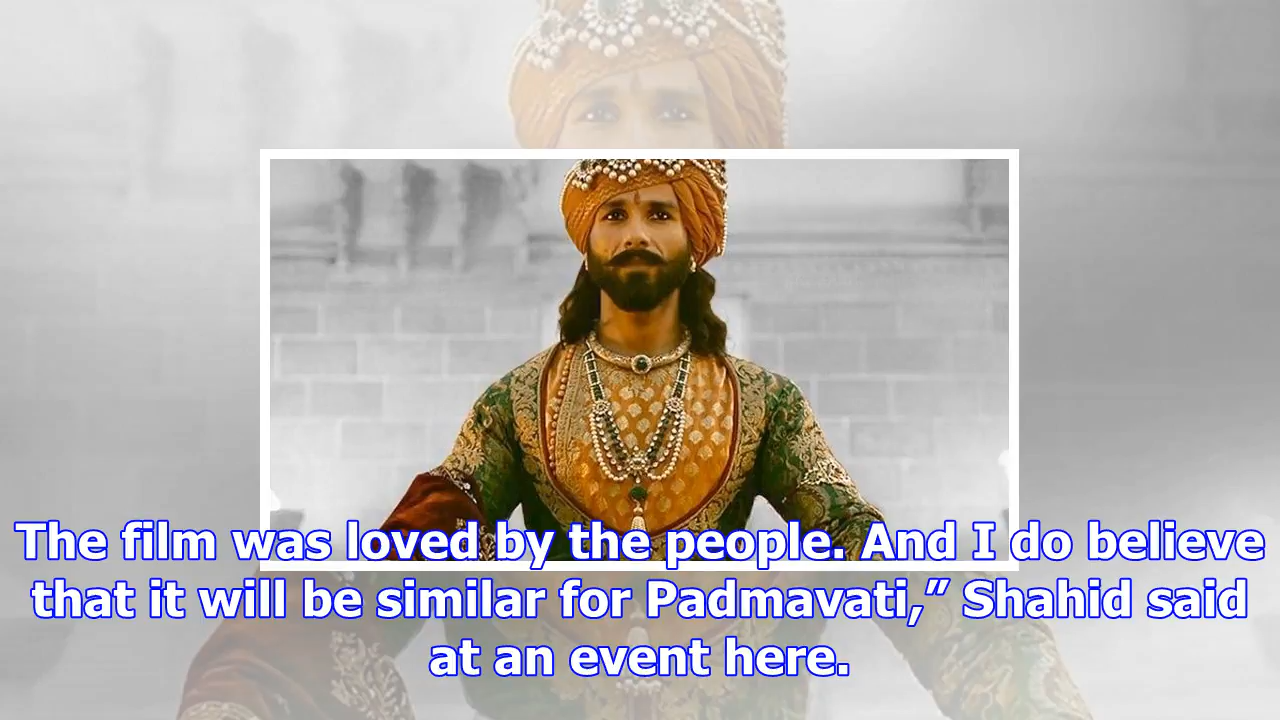 The film was loved by the people. And I do believe
that it will be similar for Padmavati,” Shahid said
at an event here.